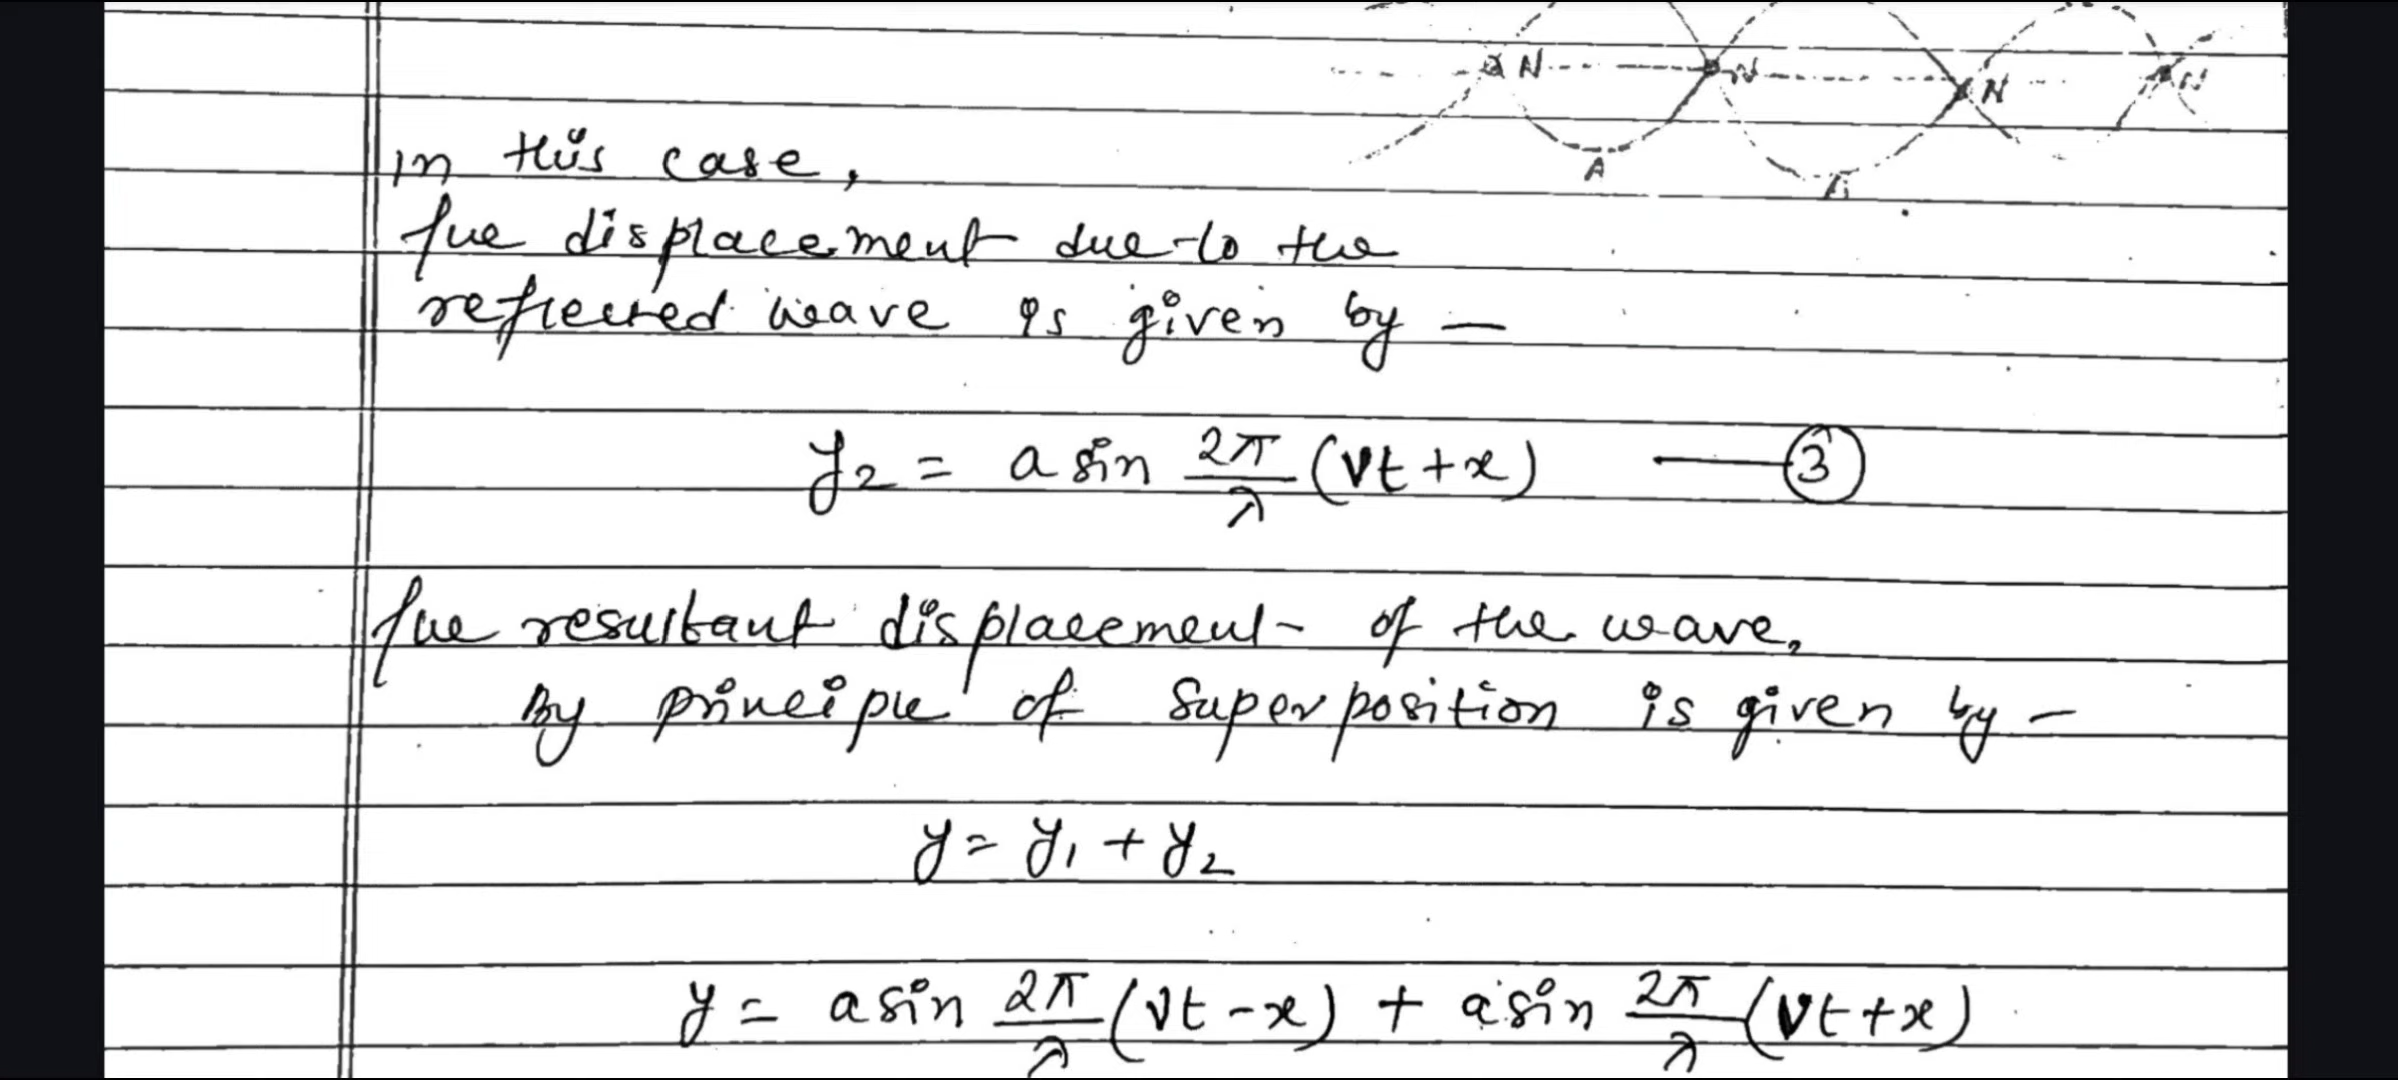 N N N N
A A
in this case,
The displacement due to the
reflected wave is given by —
y₂ = a sin 2π/λ (vt + x) —— ③
The resultant displacement of the wave,
By principle of superposition is given by —
y = y₁ + y₂
y = a sin 2π/λ (vt - x) + a sin 2π/λ (vt + x)